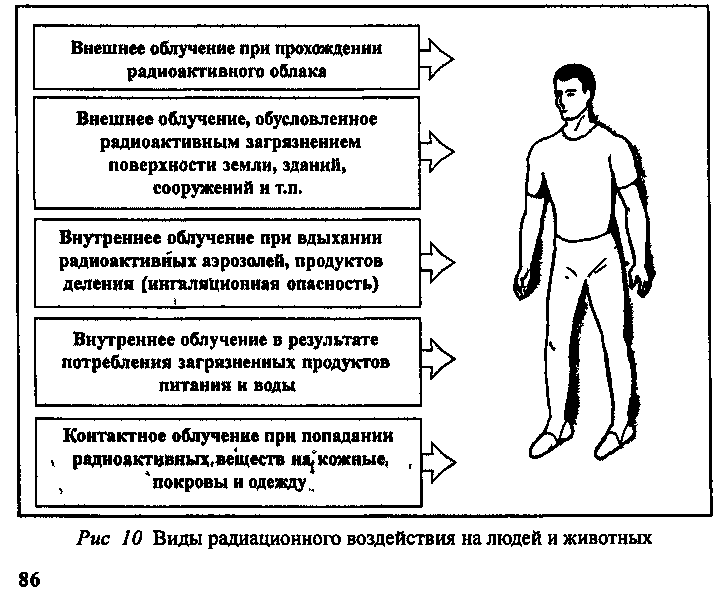 Внешнее облучение при прохождении
радиоактивного облака
Внешнее облучение, обусловленное
радиоактивным загрязнением
поверхности земли, зданий,
сооружений и т.п.
Внутреннее облучение при вдыхании
радиоактивных аэрозолей, продуктов
деления (ингаляционная опасность)
Внутреннее облучение в результате
потребления загрязненных продуктов
питания и воды
Контактное облучение при попадании
радиоактивных веществ на кожные
покровы и одежду
Рис 10 Виды радиационного воздействия на людей и животных
86